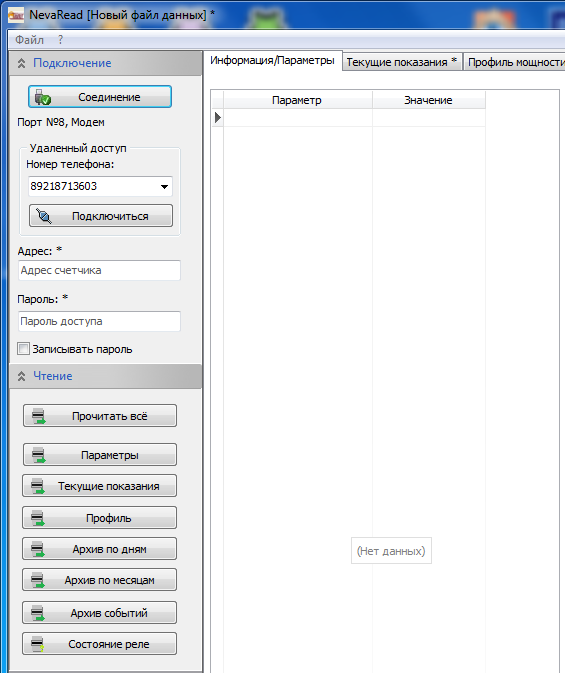 NevaRead [Новый файл данных] *
Файл ?
Подключение
Соединение
Порт №8, Модем
Удаленный доступ
Номер телефона:
89218713603
Подключиться
Адрес: *
Адрес счетчика
Пароль: *
Пароль доступа
Записывать пароль
Чтение
Прочитать всё
Параметры
Текущие показания
Профиль
Архив по дням
Архив по месяцам
Архив событий
Состояние реле
Информация/Параметры Текущие показания * Профиль мощности
Параметр Значение
(Нет данных)